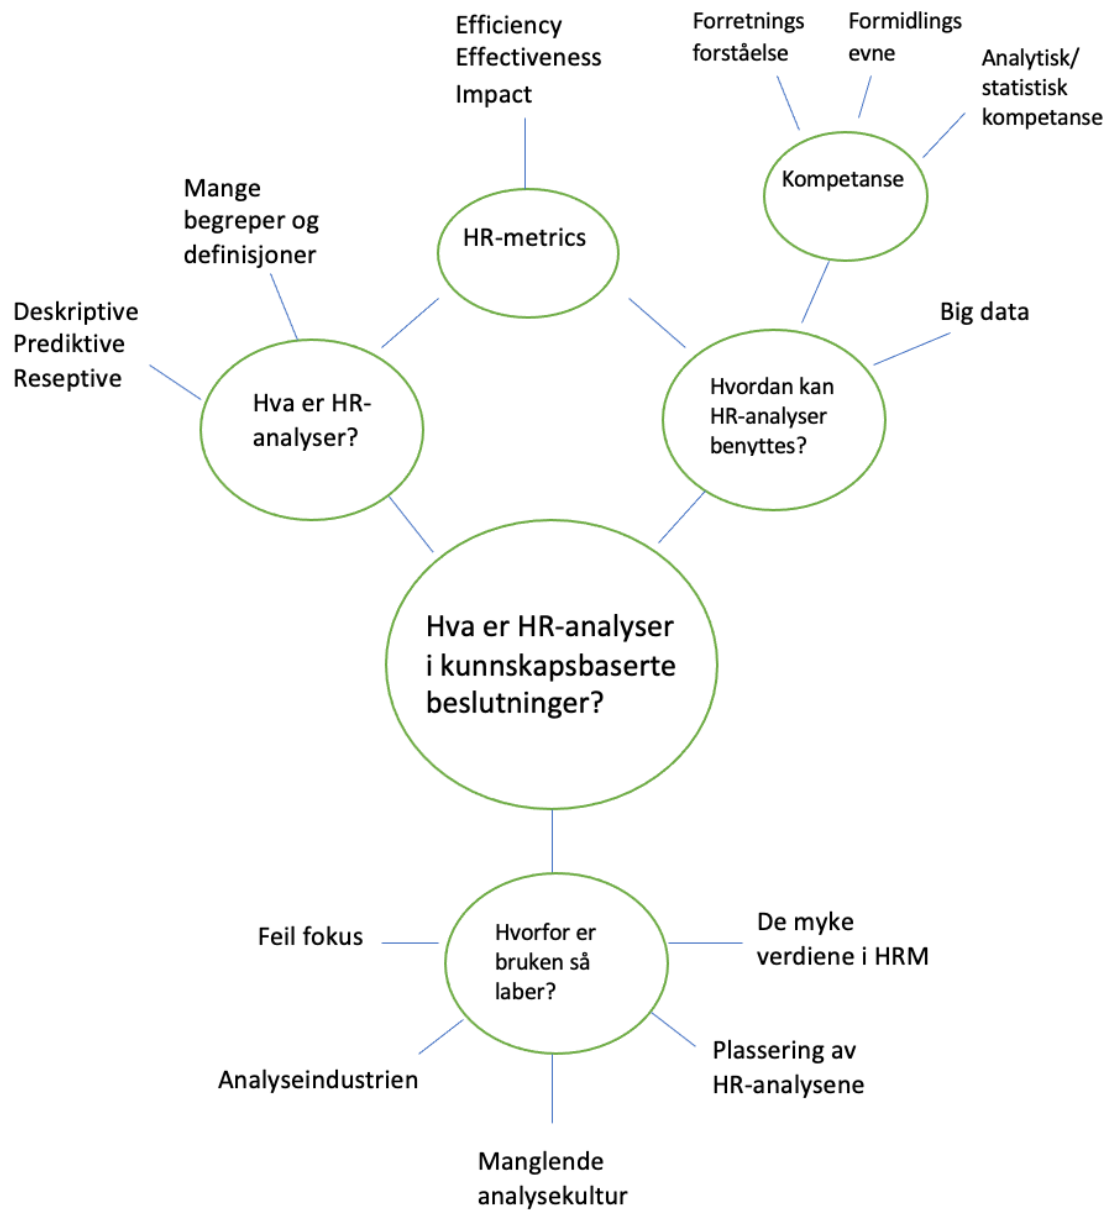 Efficiency
Effectiveness
Impact
Forretnings
forståelse
Formidlings
evne
Analytisk/
statistisk
kompetanse
Kompetanse
Mange
begreper og
definisjoner
HR-metrics
Deskriptive
Prediktive
Reseptive
Big data
Hva er HR-
analyser?
Hvordan kan
HR-analyser
benyttes?
Hva er HR-analyser
i kunnskapsbaserte
beslutninger?
Hvorfor er
bruken så
laber?
Feil fokus
De myke
verdiene i HRM
Analyseindustrien
Plassering av
HR-analysene
Manglende
analysekultur